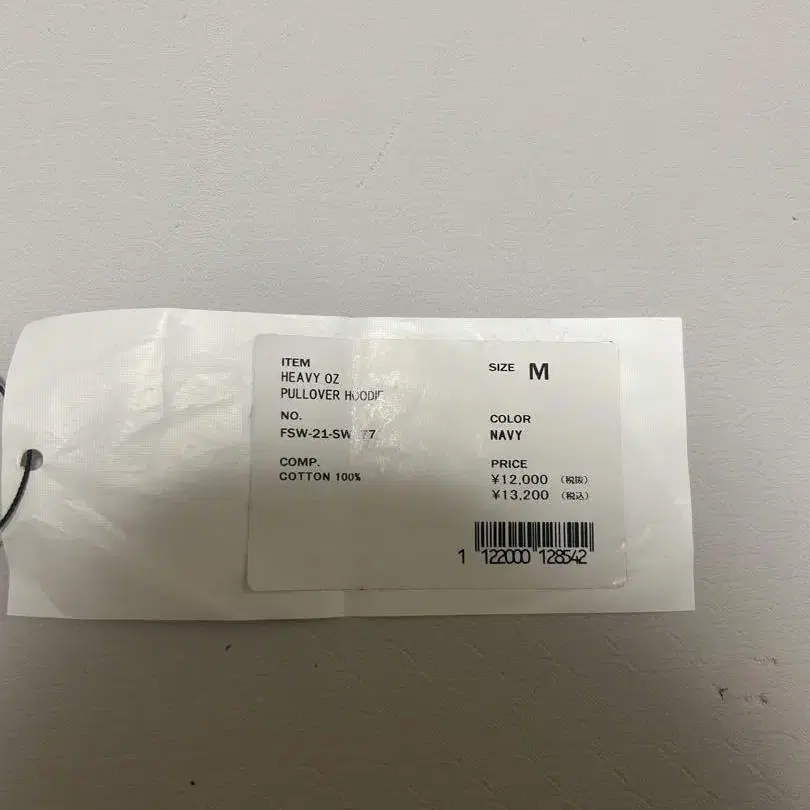 ITEM
HEAVY OZ
PULLOVER HOODIE
NO.
COMP.
COTTON 100%
SIZE M
COLOR
NAVY
PRICE
¥12,000 (税抜)
¥13,200 (税込)
1 122000 128542